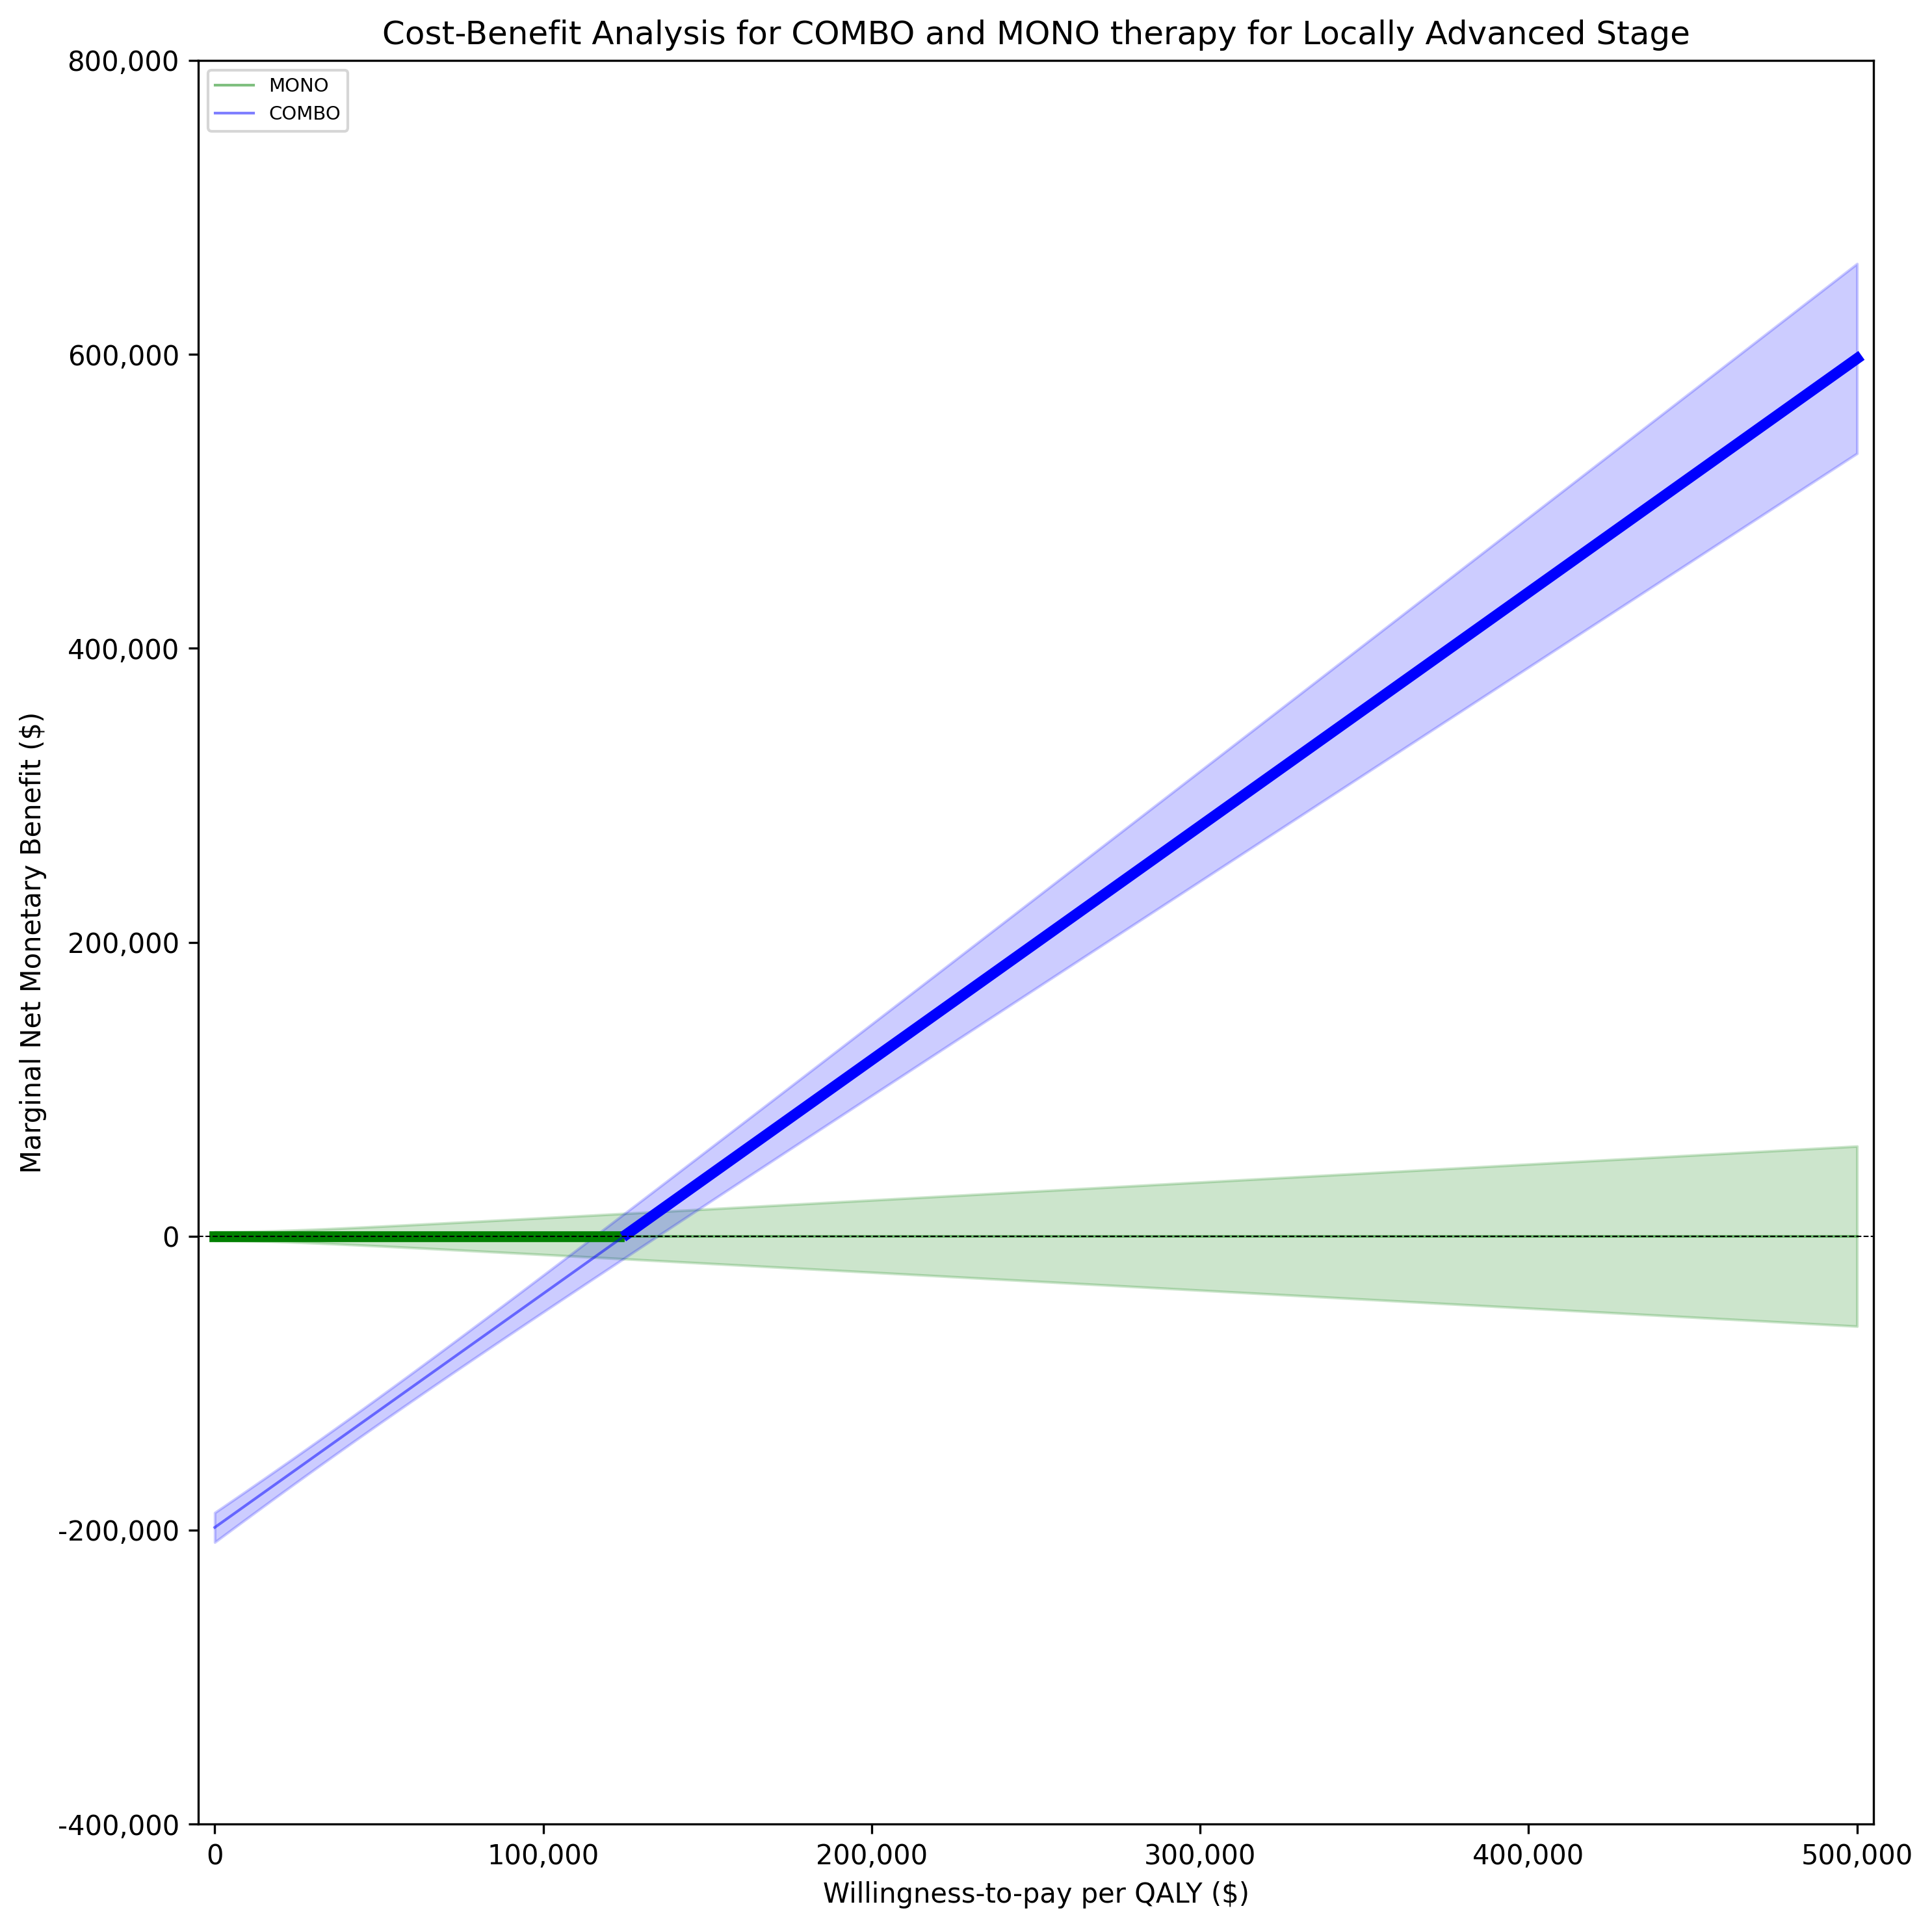 Cost-Benefit Analysis for COMBO and MONO therapy for Locally Advanced Stage
800,000
MONO
COMBO
600,000
400,000
200,000
0
-200,000
-400,000
Marginal Net Monetary Benefit ($)
0 100,000 200,000 300,000 400,000 500,000
Willingness-to-pay per QALY ($)